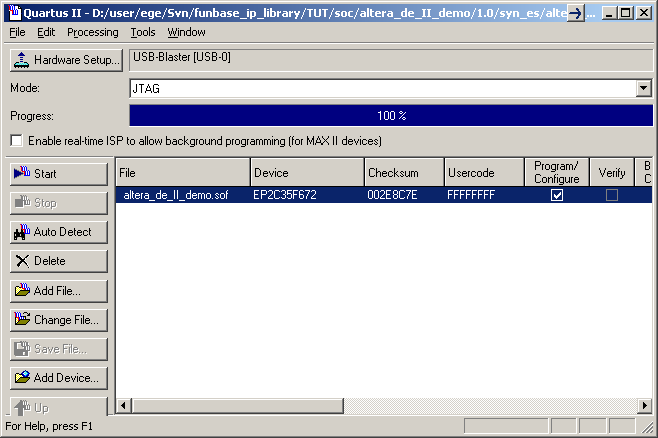 Quartus II - D:/user/ege/Svn/funbase_ip_library/TUT/soc/altera_de_II_demo/1.0/syn_es/alte...
File Edit Processing Tools Window
Hardware Setup... USB-Blaster [USB-0]
Mode: JTAG
Progress: 100 %
Enable real-time ISP to allow background programming (for MAX II devices)
Start
Stop
Auto Detect
Delete
Add File...
Change File...
Save File...
Add Device...
Up
File Device Checksum Usercode Program/ Verify B
Configure C
altera_de_II_demo.sof EP2C35F672 002E8C7E FFFFFFFF
For Help, press F1